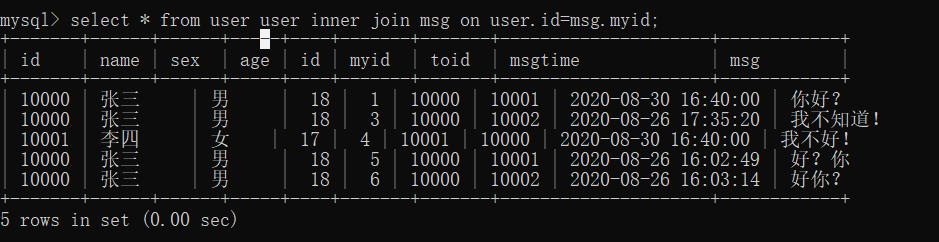 mysql> select * from user user inner join msg on user.id=msg.myid;
+-------+------+-----+-----+----+-------+-------+---------------------+-----------+
| id | name | sex | age | id | myid | toid | msgtime | msg |
+-------+------+-----+-----+----+-------+-------+---------------------+-----------+
| 10000 | 张三 | 男 | 18 | 1 | 10000 | 10001 | 2020-08-30 16:40:00 | 你好?
| 10000 | 张三 | 男 | 18 | 3 | 10000 | 10002 | 2020-08-26 17:35:20 | 我不知道!
| 10001 | 李四 | 女 | 17 | 4 | 10001 | 10000 | 2020-08-30 16:40:00 | 我不好!
| 10000 | 张三 | 男 | 18 | 5 | 10000 | 10001 | 2020-08-26 16:02:49 | 好?你
| 10000 | 张三 | 男 | 18 | 6 | 10000 | 10002 | 2020-08-26 16:03:14 | 好你?
+-------+------+-----+-----+----+-------+-------+---------------------+-----------+
5 rows in set (0.00 sec)